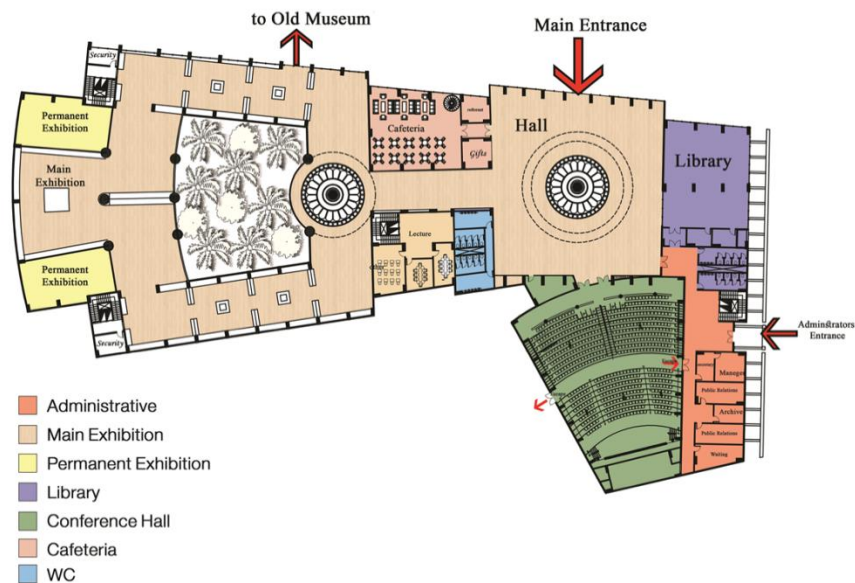 to Old Museum
Main Entrance
Security
Permanent
Exhibition
Main
Exhibition
Permanent
Exhibition
Security
Cafeteria
Gifts
Hall
Library
Lecture
Adminstrators
Entrance
Manager
Public Relations
Archive
Public Relations
Waiting
Administrative
Main Exhibition
Permanent Exhibition
Library
Conference Hall
Cafeteria
WC